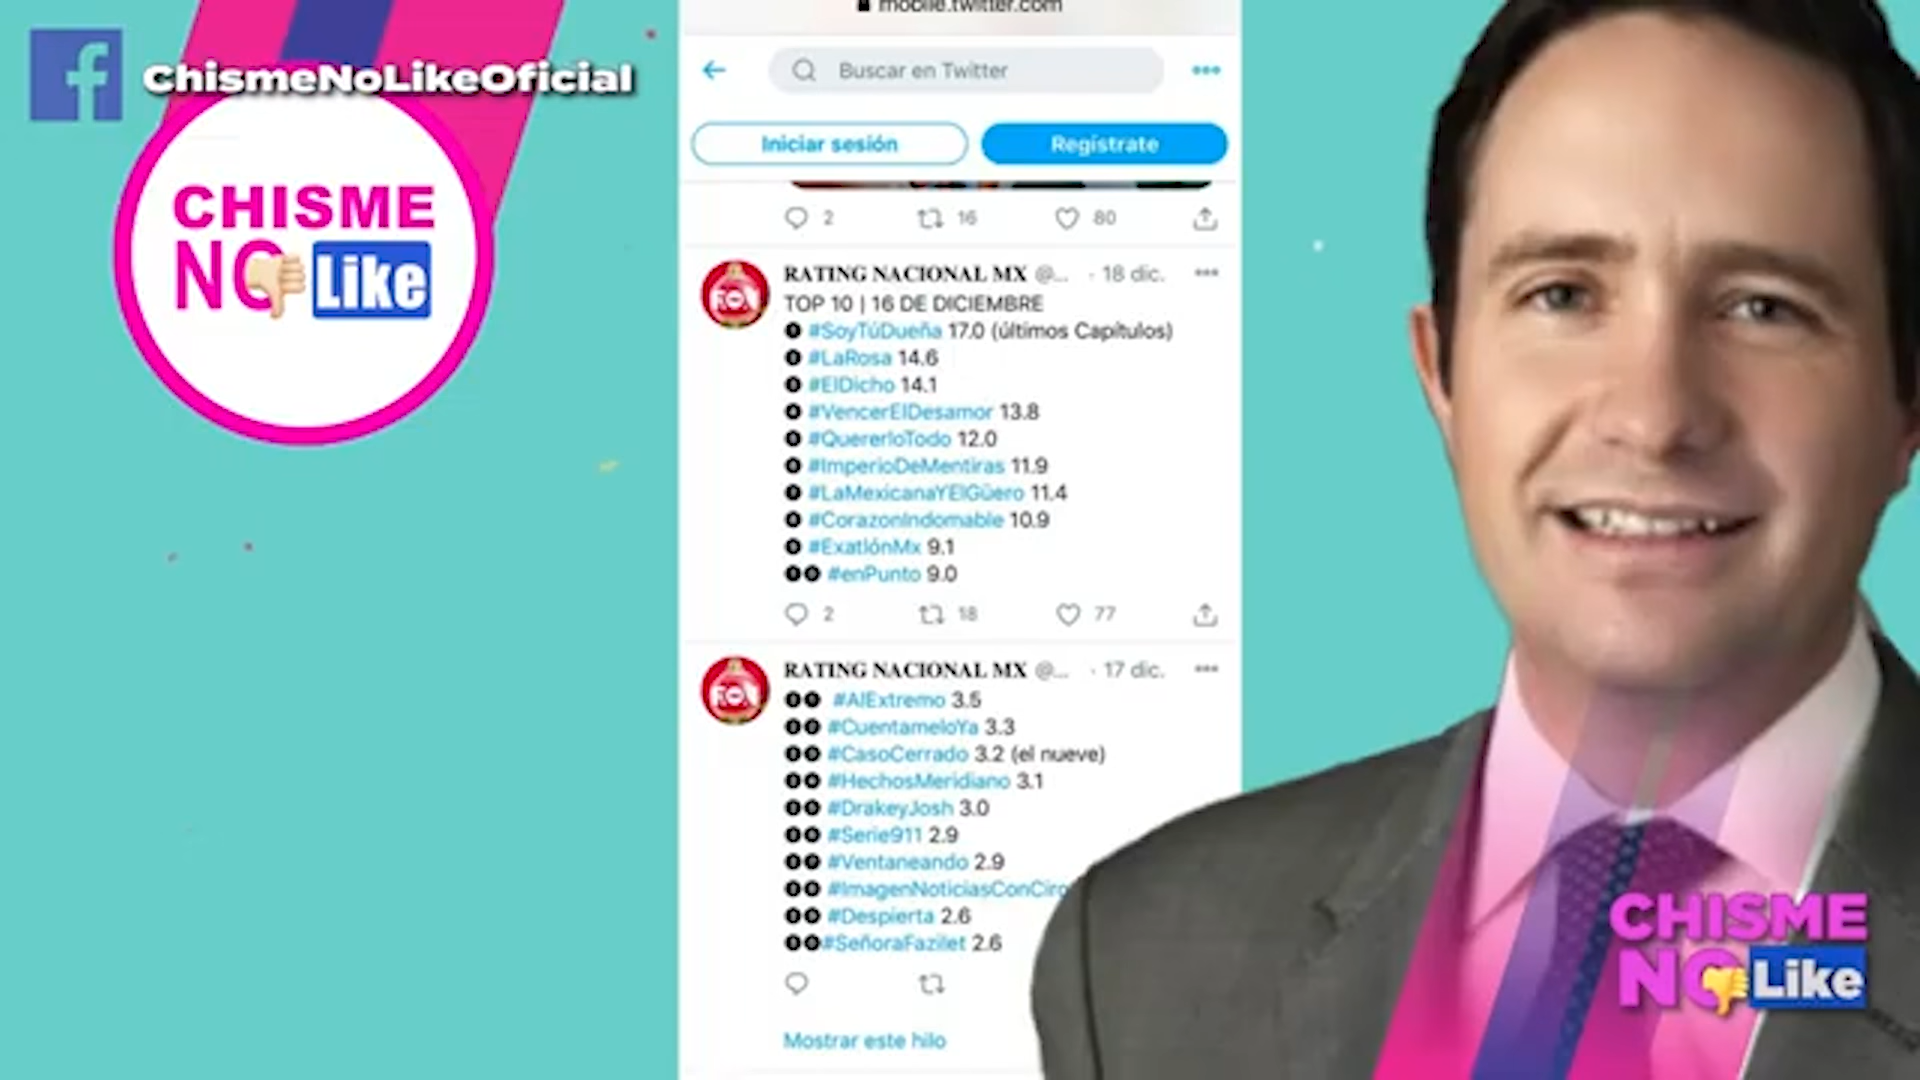 mobile.twitter.com
ChismeNoLikeOficial
Buscar en Twitter
Iniciar sesión
Regístrate
CHISME
NO Like
2 16 80
RATING NACIONAL MX @... · 18 dic.
TOP 10 | 16 DE DICIEMBRE
#SoyTúDueña 17.0 (últimos Capítulos)
#LaRosa 14.6
#ElDicho 14.1
#VencerElDesamor 13.8
#QuererloTodo 12.0
#ImperioDeMentiras 11.9
#LaMexicanaYElGüero 11.4
#CorazonIndomable 10.9
#ExatlónMx 9.1
#enPunto 9.0
2 18 77
RATING NACIONAL MX @... · 17 dic.
#AlExtremo 3.5
#CuentameloYa 3.3
#CasoCerrado 3.2 (el nueve)
#HechosMeridiano 3.1
#DrakeyJosh 3.0
#Serie911 2.9
#Ventaneando 2.9
#ImagenNoticiasConCiro
#Despierta 2.6
#SeñoraFazilet 2.6
Mostrar este hilo
CHISME
NO Like